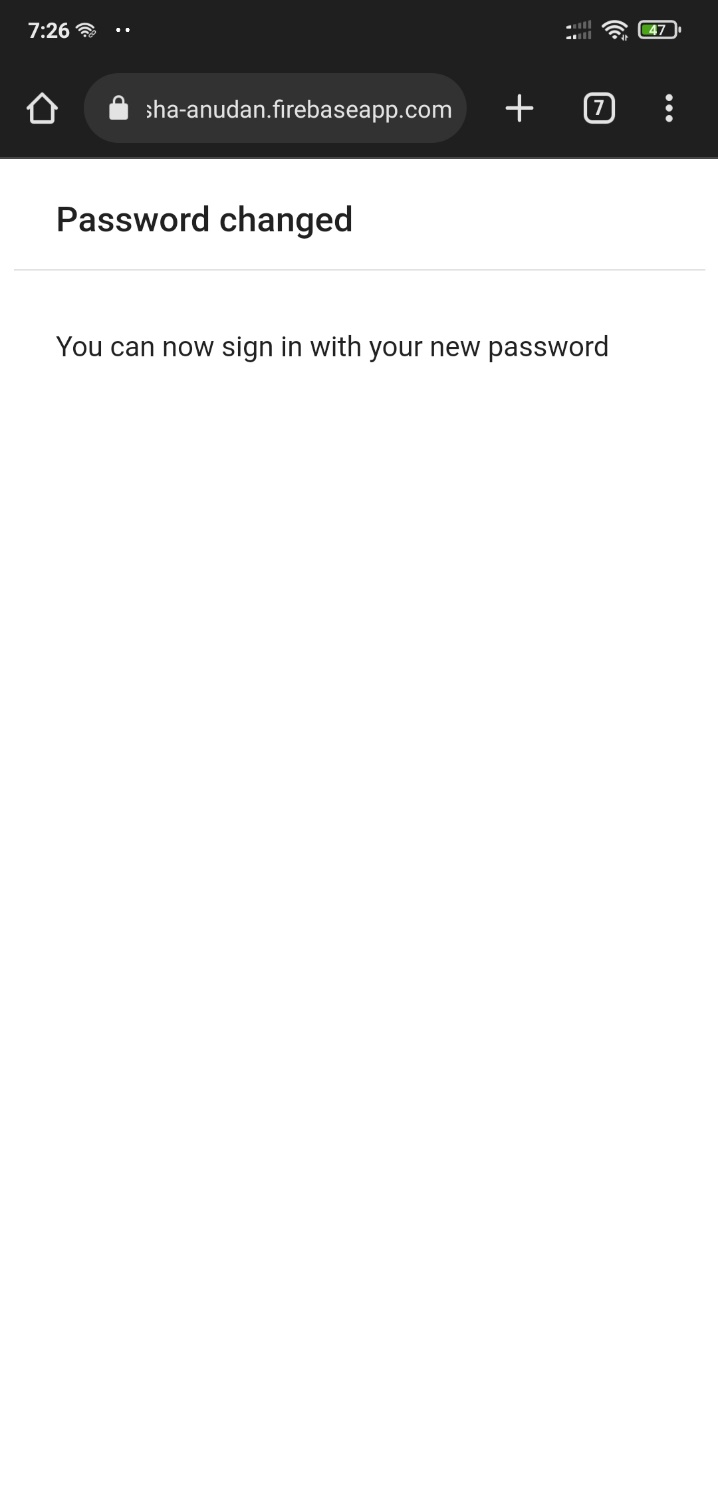 7:26
47
sha-anudan.firebaseapp.com
7
Password changed
You can now sign in with your new password